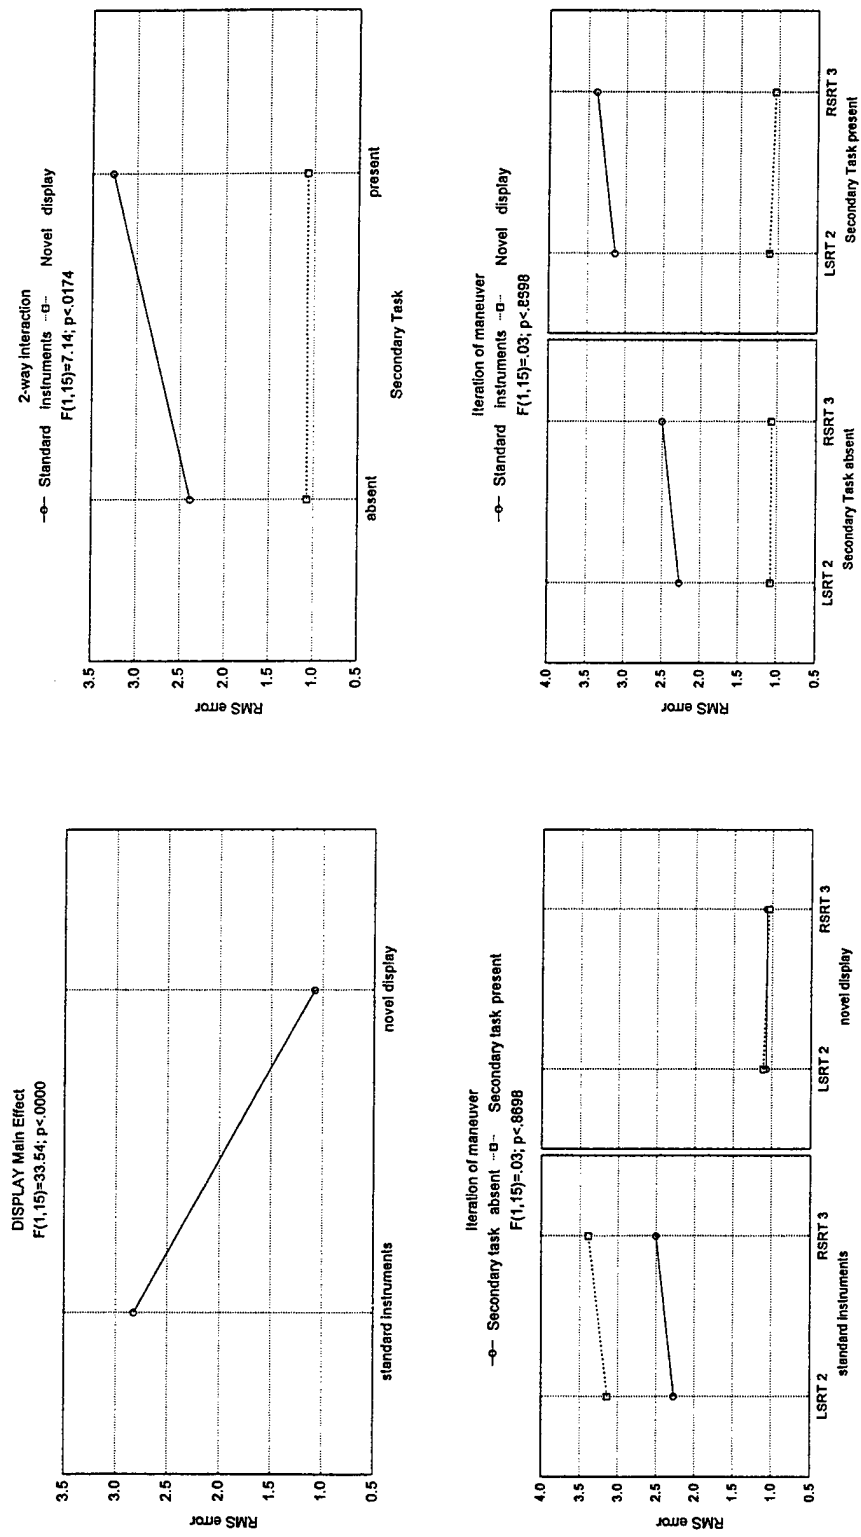 DISPLAY Main Effect
F(1,15)=33.54; p<.0000
3.5
3.0
2.5
2.0
1.5
1.0
0.5
RMS error
standard instruments
novel display
2-way interaction
Standard instruments Novel display
F(1,15)=7.14; p<.0174
3.5
3.0
2.5
2.0
1.5
1.0
0.5
RMS error
absent
present
Secondary Task
Iteration of maneuver
Secondary task absent Secondary task present
F(1,15)=.03; p<.8698
4.0
3.5
3.0
2.5
2.0
1.5
1.0
0.5
RMS error
LSRT 2
RSRT 3
standard instruments
LSRT 2
RSRT 3
novel display
Iteration of maneuver
Standard instruments Novel display
F(1,15)=.03; p<.8698
4.0
3.5
3.0
2.5
2.0
1.5
1.0
0.5
RMS error
LSRT 2
RSRT 3
Secondary Task absent
LSRT 2
RSRT 3
Secondary Task present